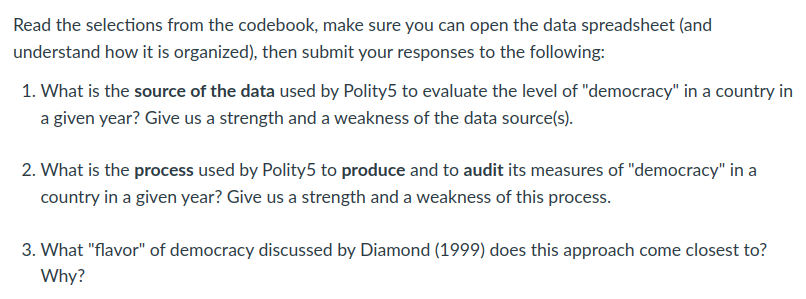 Read the selections from the codebook, make sure you can open the data spreadsheet (and
understand how it is organized), then submit your responses to the following:
1. What is the source of the data used by Polity5 to evaluate the level of "democracy" in a country in
a given year? Give us a strength and a weakness of the data source(s).
2. What is the process used by Polity5 to produce and to audit its measures of "democracy" in a
country in a given year? Give us a strength and a weakness of this process.
3. What "flavor" of democracy discussed by Diamond (1999) does this approach come closest to?
Why?